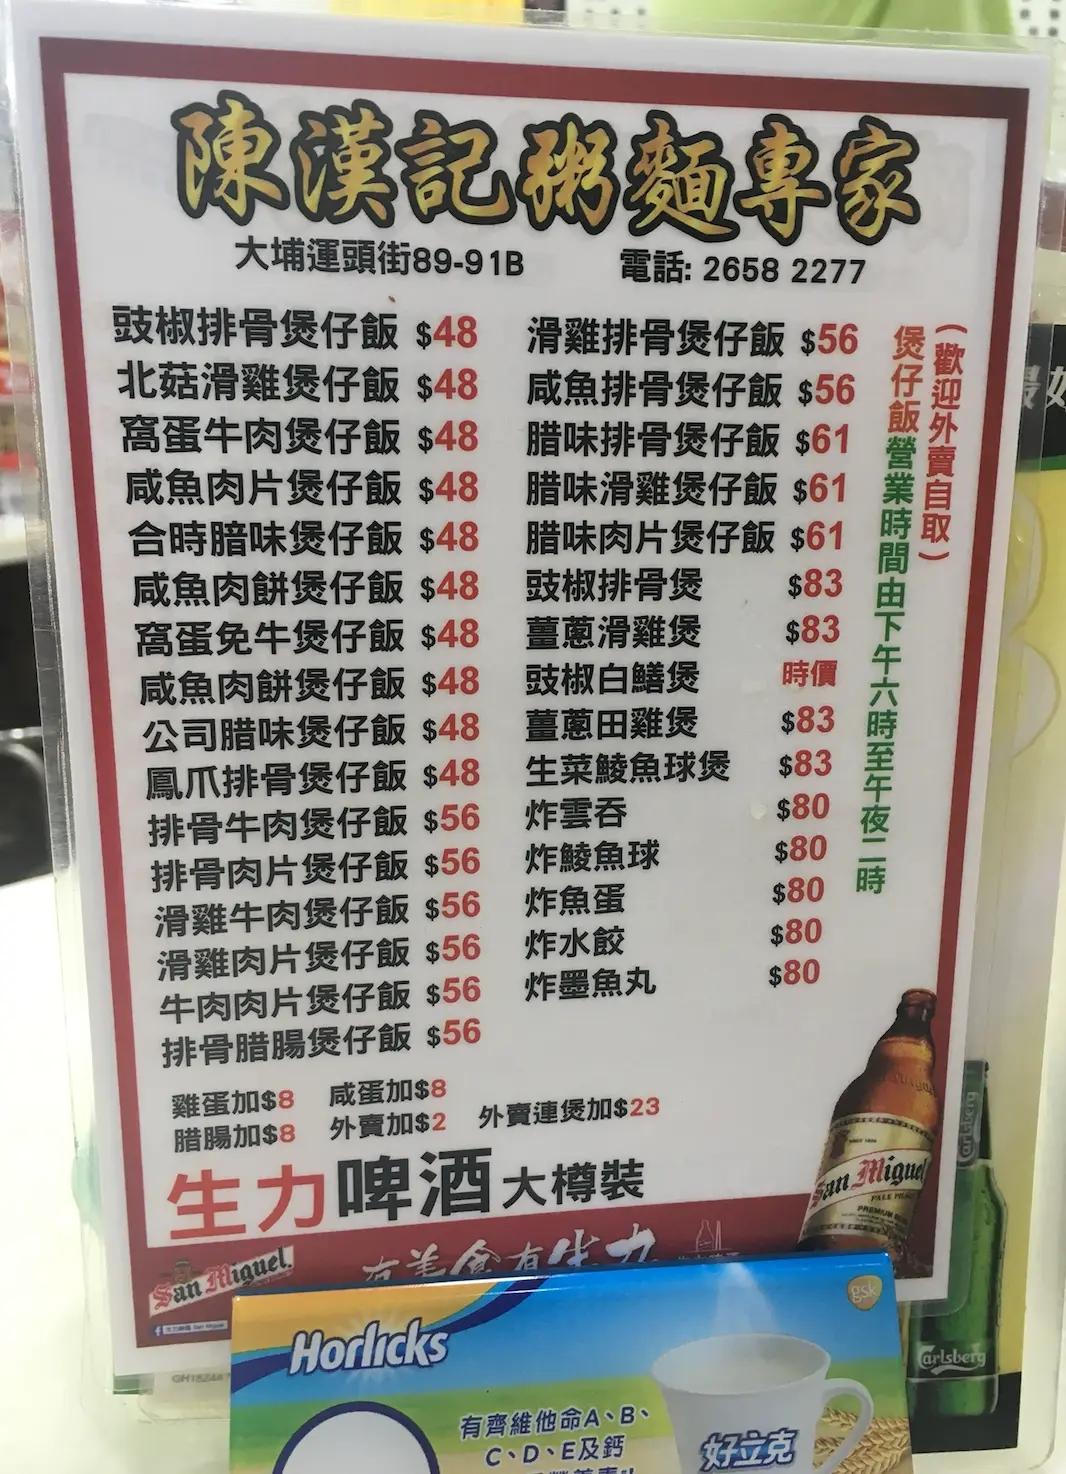 陳漢記粥麵專家
大埔運頭街89-91B 電話: 2658 2277
豉椒排骨煲仔飯 $48
北菇滑雞煲仔飯 $48
窩蛋牛肉煲仔飯 $48
咸魚肉片煲仔飯 $48
合時腊味煲仔飯 $48
咸魚肉餅煲仔飯 $48
窩蛋免牛煲仔飯 $48
咸魚肉餅煲仔飯 $48
公司腊味煲仔飯 $48
鳳爪排骨煲仔飯 $48
排骨牛肉煲仔飯 $56
排骨肉片煲仔飯 $56
滑雞牛肉煲仔飯 $56
滑雞肉片煲仔飯 $56
牛肉肉片煲仔飯 $56
排骨腊腸煲仔飯 $56
滑雞排骨煲仔飯 $56
咸魚排骨煲仔飯 $56
腊味排骨煲仔飯 $61
腊味滑雞煲仔飯 $61
腊味肉片煲仔飯 $61
豉椒排骨煲 $83
薑蔥滑雞煲 $83
豉椒白鱔煲 時價
薑蔥田雞煲 $83
生菜鯪魚球煲 $83
炸雲吞 $80
炸鯪魚球 $80
炸魚蛋 $80
炸水餃 $80
炸墨魚丸 $80
(歡迎外賣自取)
煲仔飯營業時間由下午六時至午夜二時
雞蛋加$8 咸蛋加$8
腊腸加$8 外賣加$2 外賣連煲加$23
生力啤酒大樽裝
San Miguel
PALE PILSEN
PREMIUM
San Miguel
有美食有生力
Carlsberg
Carlsberg
gsk
Horlicks
有齊維他命A、B、
C、D、E及鈣
好立克